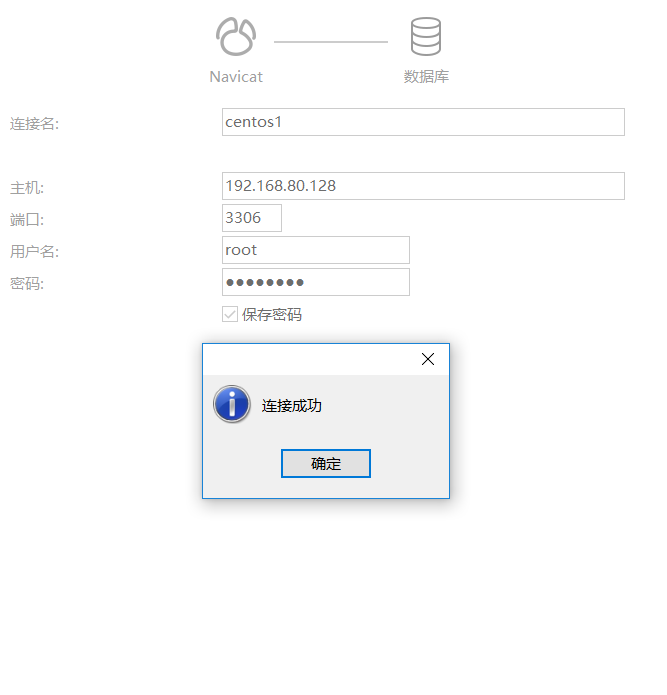 Navicat
数据库
连接名:
centos1
主机:
192.168.80.128
端口:
3306
用户名:
root
密码:
●●●●●●●●
保存密码
连接成功
确定